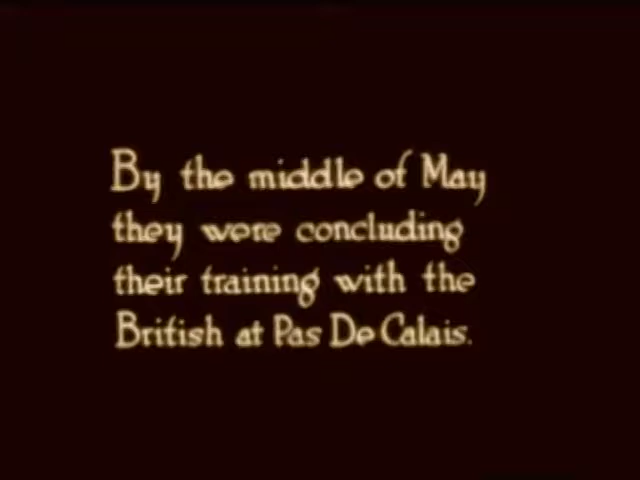 By the middle of May
they were concluding
their training with the
British at Pas De Calais.